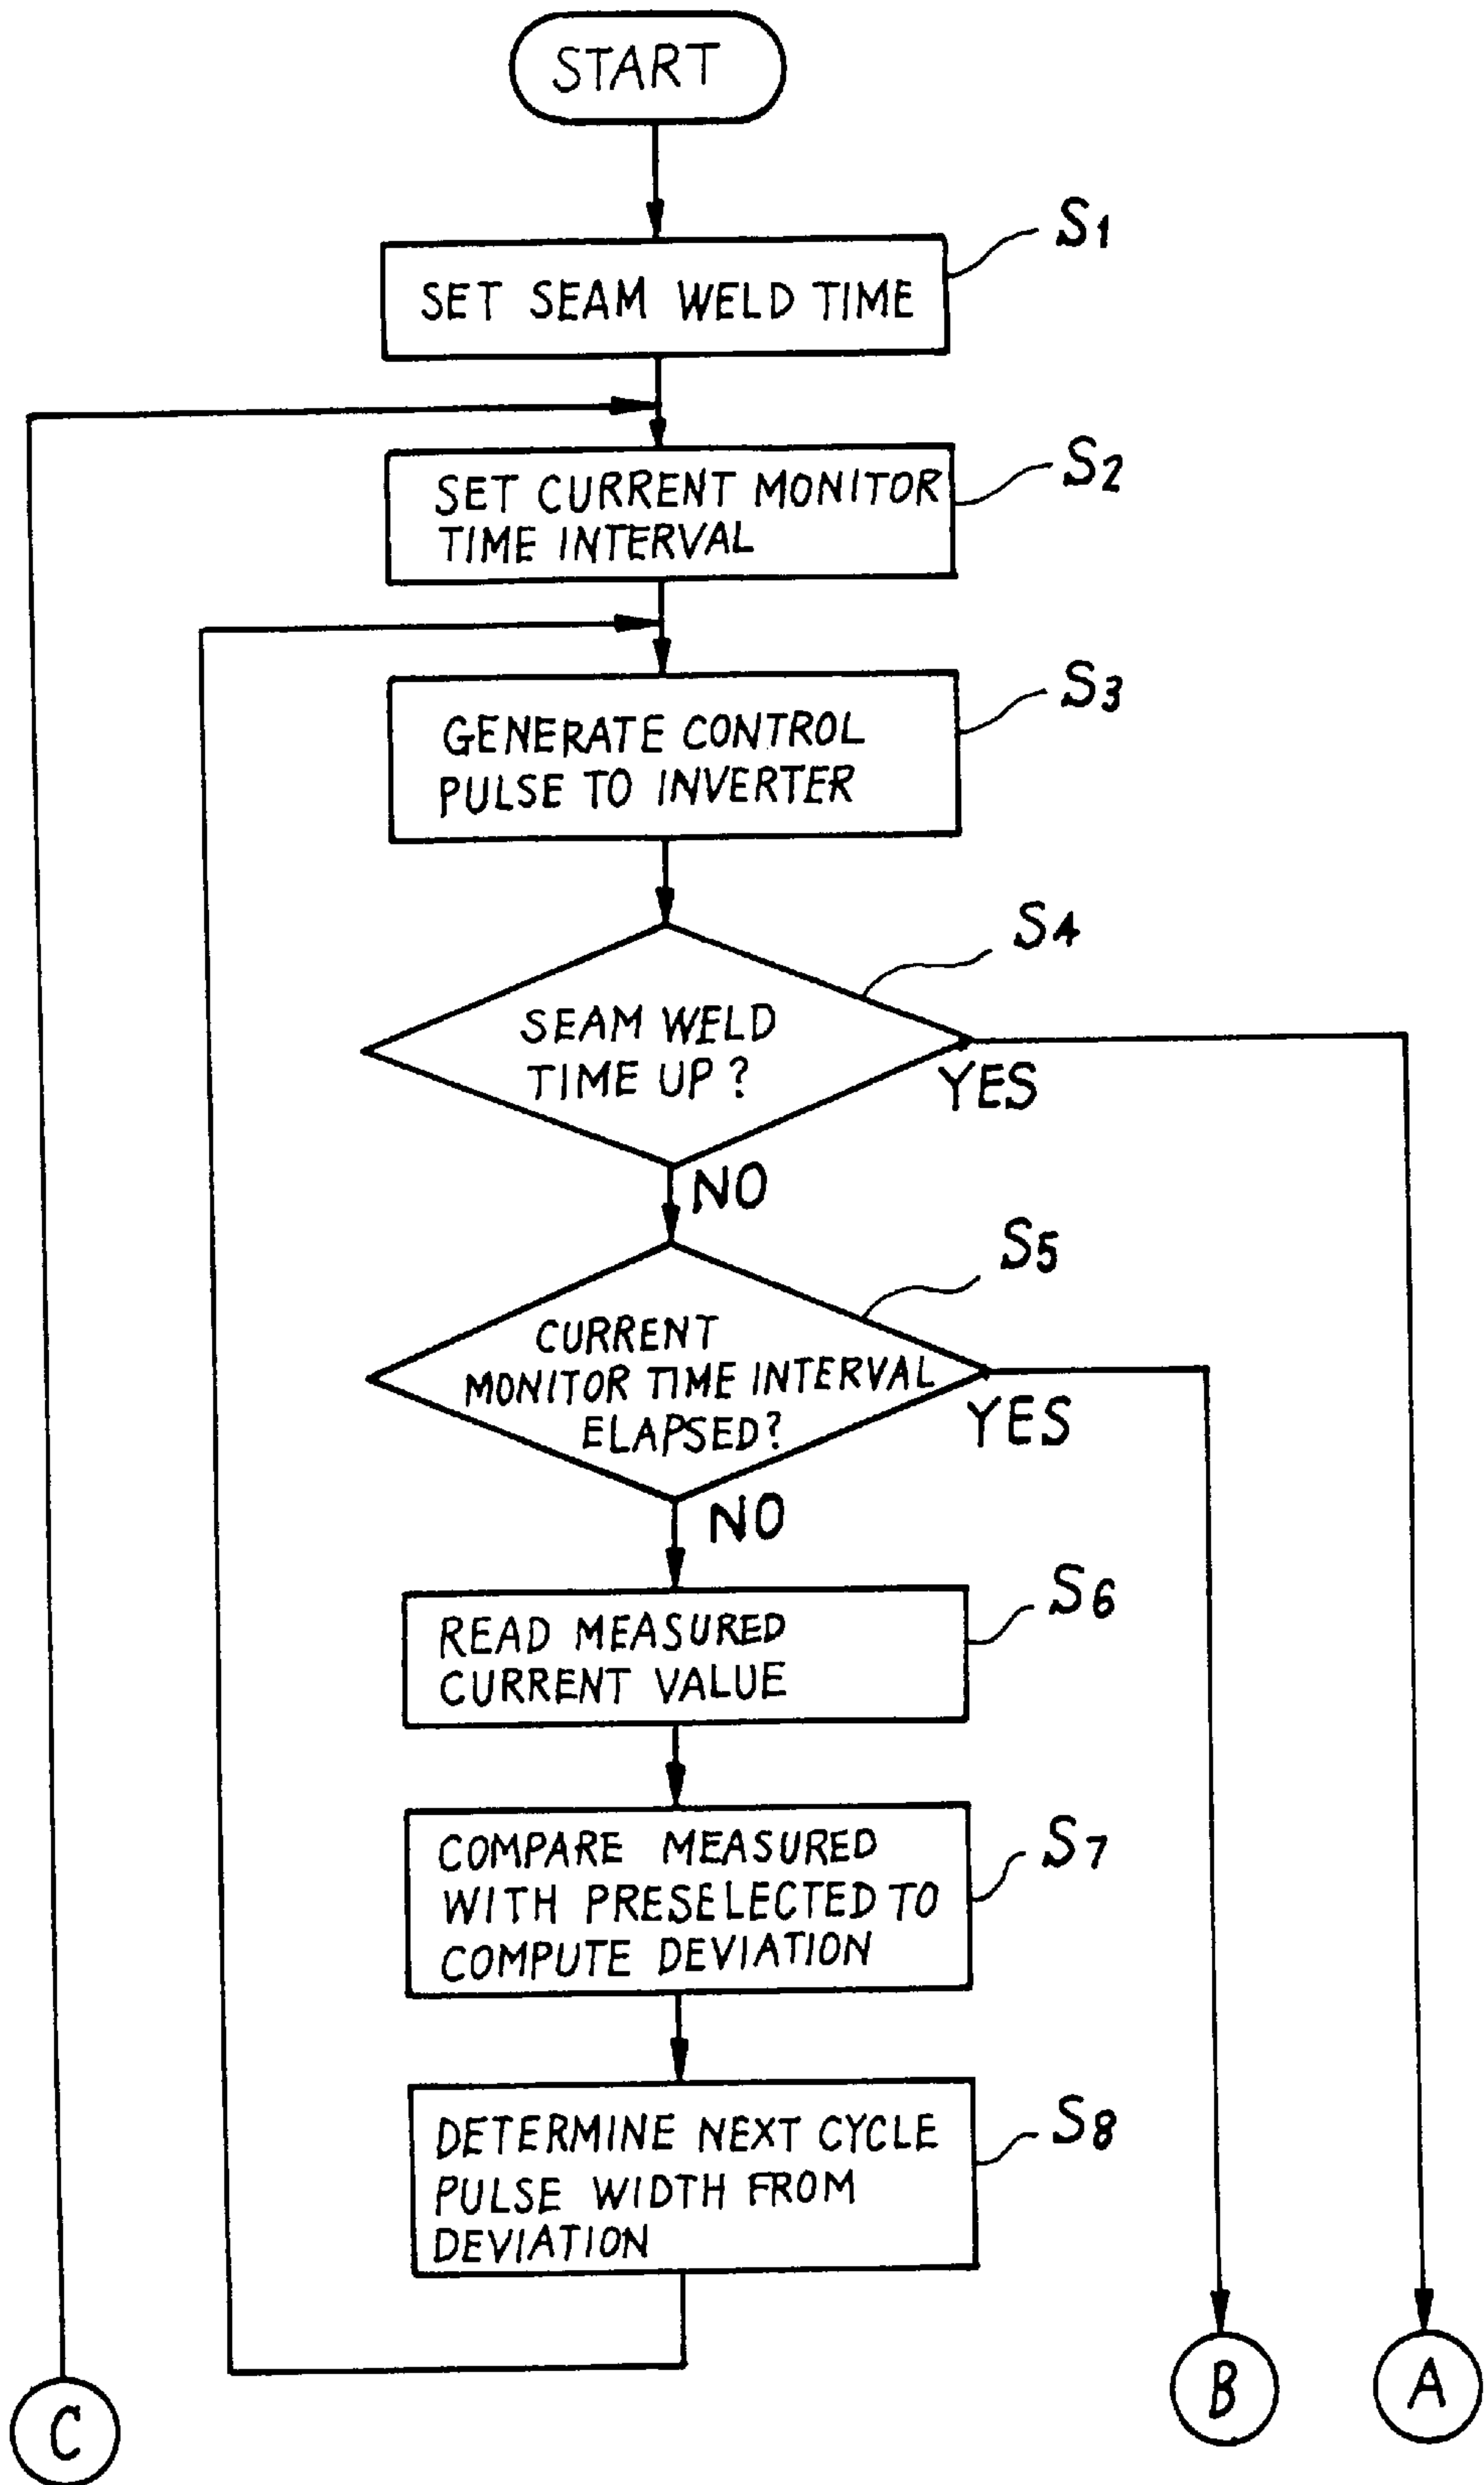 START
S1
SET SEAM WELD TIME
S2
SET CURRENT MONITOR
TIME INTERVAL
S3
GENERATE CONTROL
PULSE TO INVERTER
S4
SEAM WELD
TIME UP?
YES
NO
S5
CURRENT
MONITOR TIME INTERVAL
ELAPSED?
YES
NO
S6
READ MEASURED
CURRENT VALUE
S7
COMPARE MEASURED
WITH PRESELECTED TO
COMPUTE DEVIATION
S8
DETERMINE NEXT CYCLE
PULSE WIDTH FROM
DEVIATION
C
B
A